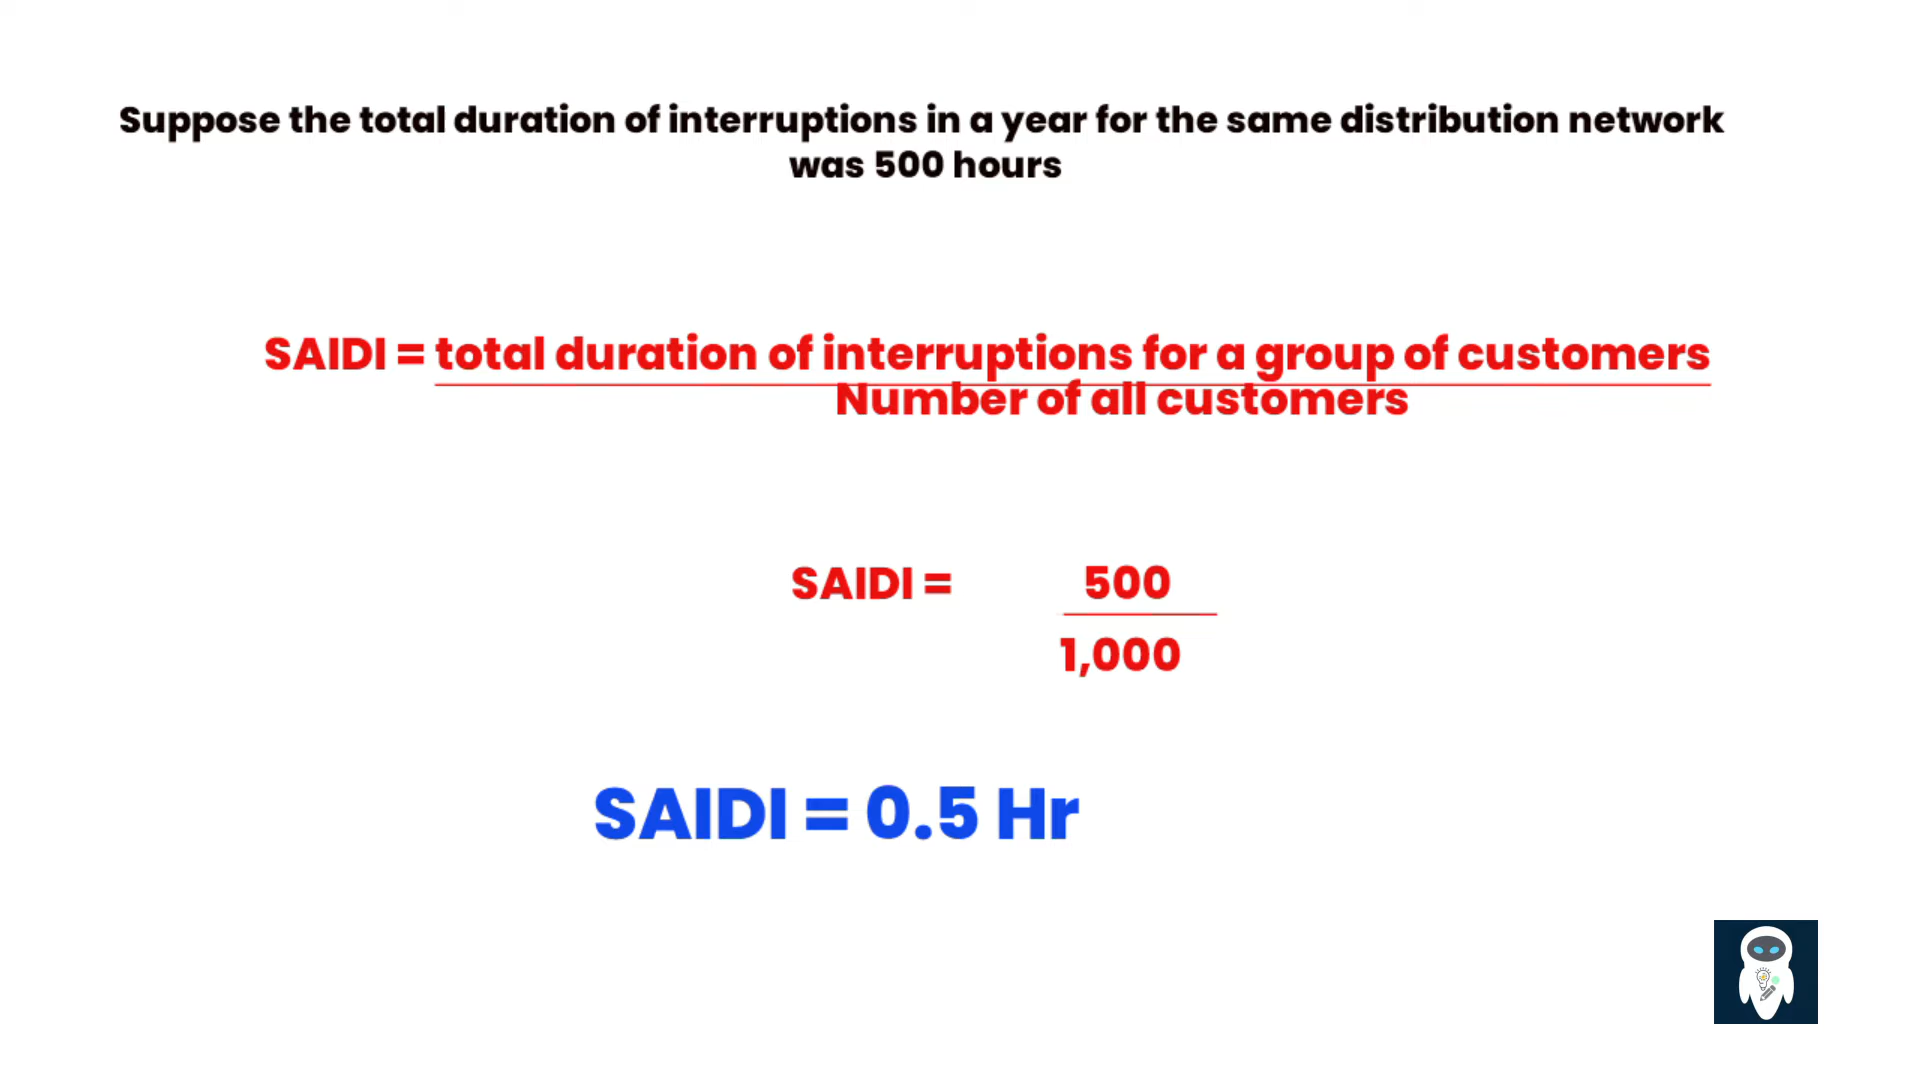 Suppose the total duration of interruptions in a year for the same distribution network
was 500 hours
SAIDI = total duration of interruptions for a group of customers
Number of all customers
SAIDI = 500
1,000
SAIDI = 0.5 Hr